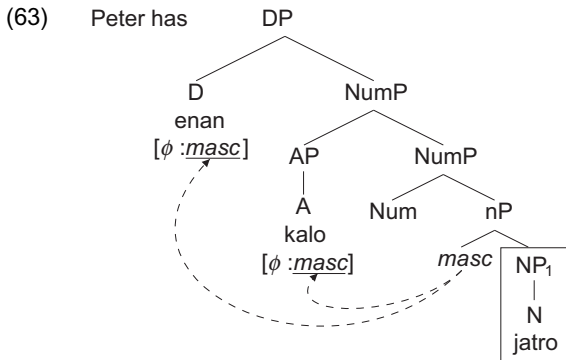 (63) Peter has DP
D NumP
enan
[ϕ :masc] AP NumP
A Num nP
kalo
[ϕ :masc] masc NP₁
N
jatro